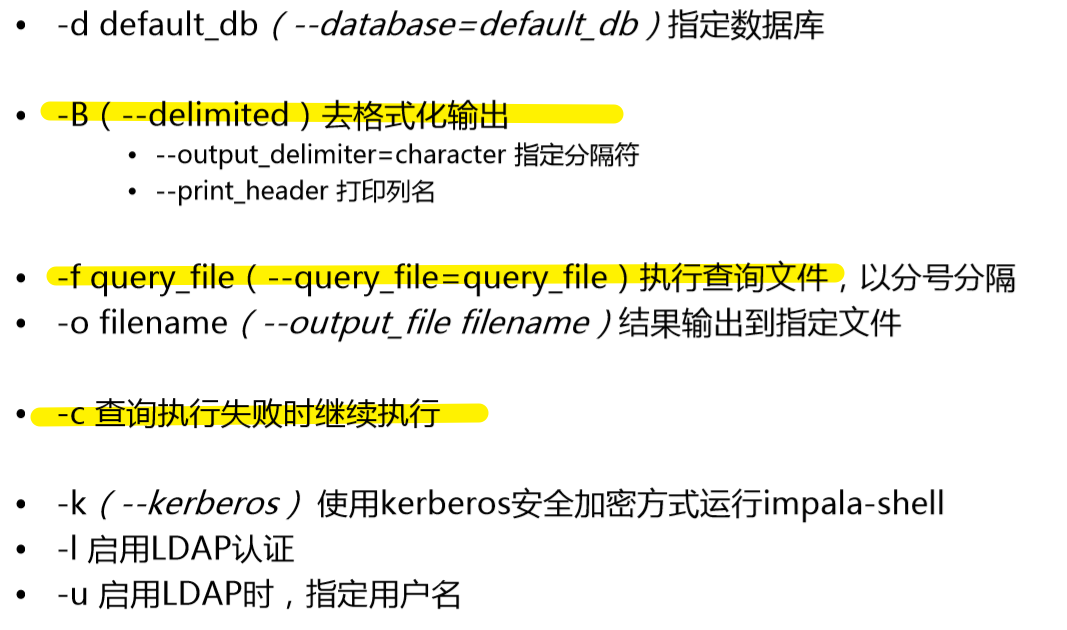 • -d default_db（--database=default_db）指定数据库
• -B（--delimited）去格式化输出
• --output_delimiter=character 指定分隔符
• --print_header 打印列名
• -f query_file（--query_file=query_file）执行查询文件，以分号分隔
• -o filename（--output_file filename）结果输出到指定文件
• -c 查询执行失败时继续执行
• -k（--kerberos） 使用kerberos安全加密方式运行impala-shell
• -l 启用LDAP认证
• -u 启用LDAP时，指定用户名